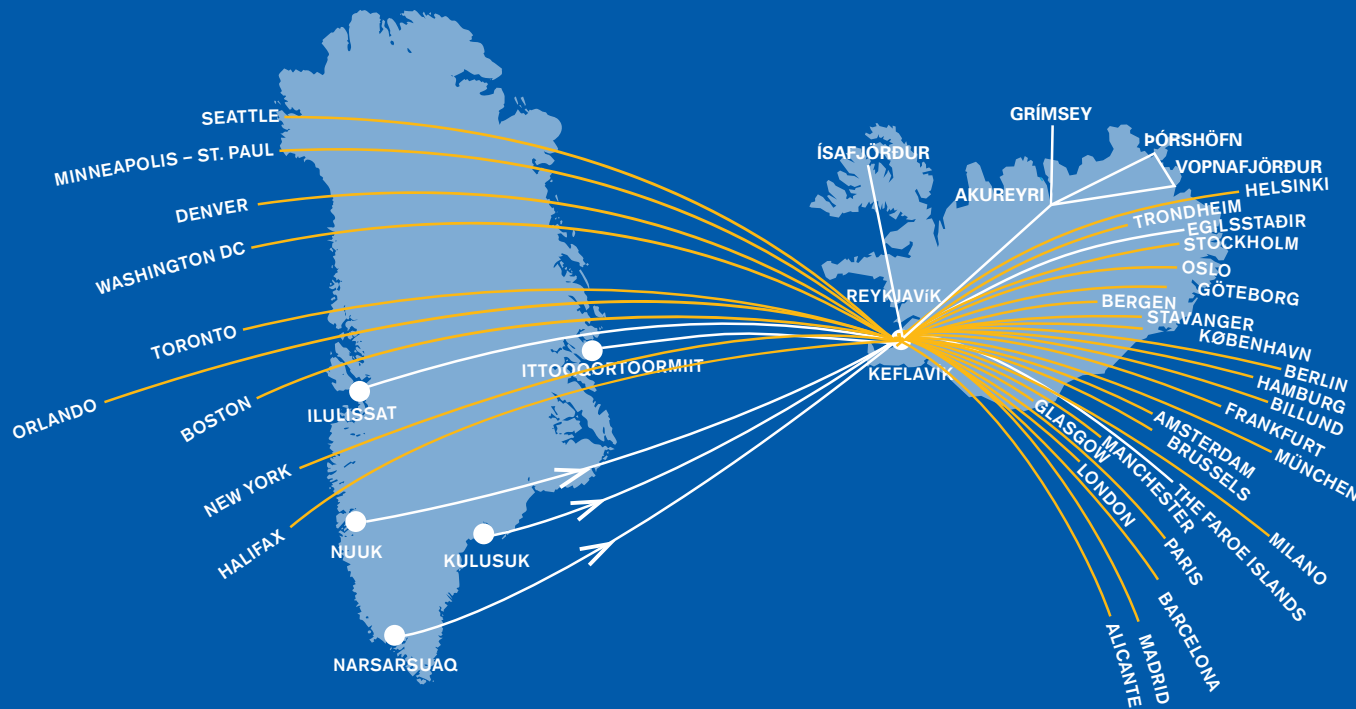 SEATTLE
MINNEAPOLIS – ST. PAUL
DENVER
WASHINGTON DC
TORONTO
ORLANDO
BOSTON
NEW YORK
HALIFAX
ILULISSAT
ITTOQQORTOORMIIT
NUUK
KULUSUK
NARSARSUAQ
GRÍMSEY
ÍSAFJÖRÐUR
ÞÓRSHÖFN
VOPNAFJÖRÐUR
AKUREYRI
REYKJAVíK
KEFLAVÍK
HELSINKI
TRONDHEIM
EGILSSTAÐIR
STOCKHOLM
OSLO
GÖTEBORG
BERGEN
STAVANGER
KØBENHAVN
BERLIN
HAMBURG
BILLUND
FRANKFURT
MÜNCHEN
AMSTERDAM
BRUSSELS
MILANO
THE FAROE ISLANDS
MANCHESTER
GLASGOW
LONDON
PARIS
BARCELONA
MADRID
ALICANTE